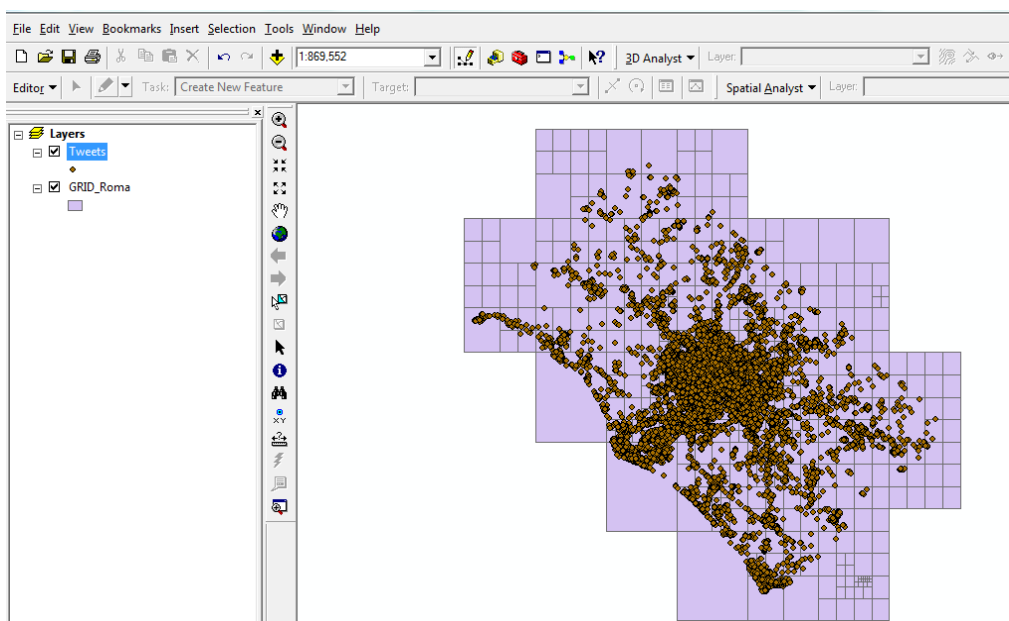 File Edit View Bookmarks Insert Selection Tools Window Help
1:869,552 3D Analyst Layer:
Editor Task: Create New Feature Target: Spatial Analyst Layer:
Layers
Tweets
GRID_Roma
XY